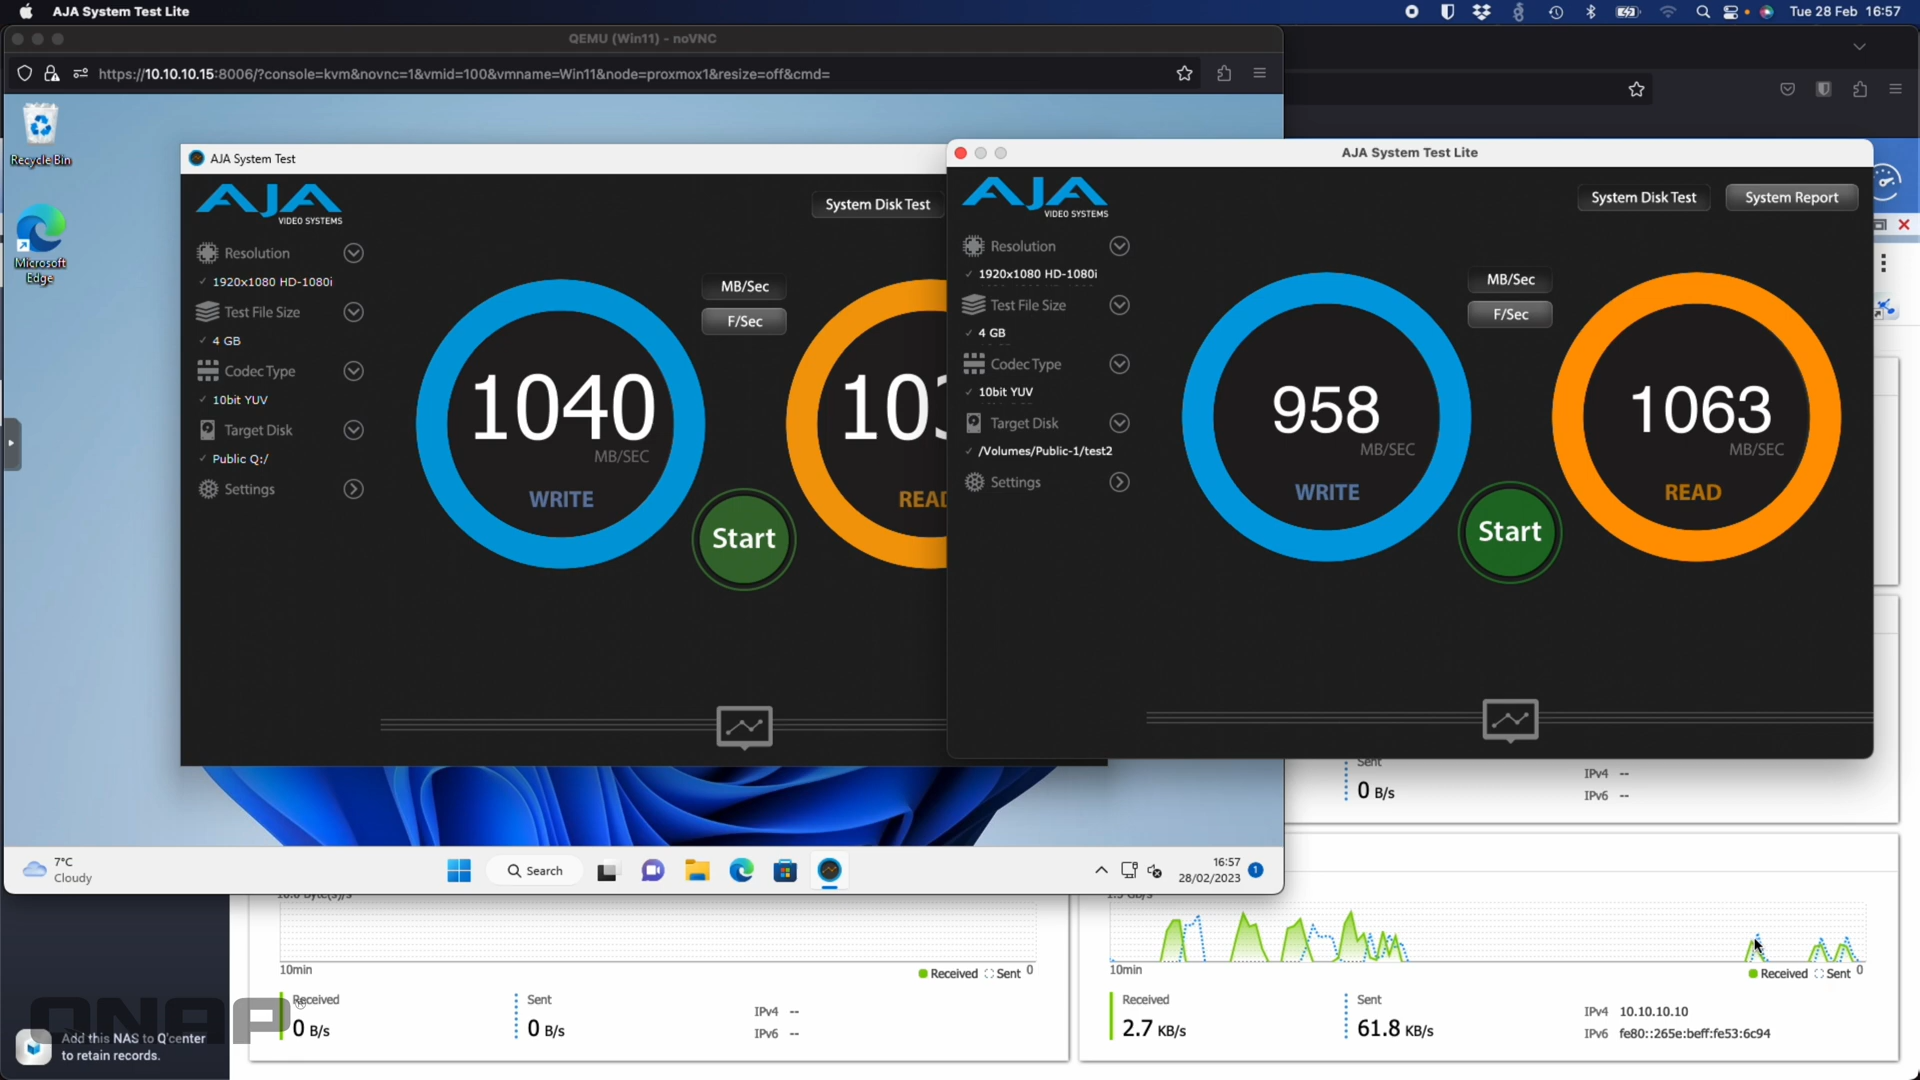 AJA System Test Lite
Tue 28 Feb 16:57
QEMU (Win11) - noVNC
https://10.10.10.15:8006/?console=kvm&novnc=1&vmid=100&vmname=Win11&node=proxmox1&resize=off&cmd=
Recycle Bin
Microsoft
Edge
AJA System Test
AJA
VIDEO SYSTEMS
System Disk Test
Resolution
1920x1080 HD-1080i
Test File Size
4 GB
Codec Type
10bit YUV
Target Disk
Public Q:/
Settings
MB/Sec
F/Sec
1040
MB/SEC
WRITE
Start
AJA System Test Lite
AJA
VIDEO SYSTEMS
System Disk Test
System Report
Resolution
1920x1080 HD-1080i
Test File Size
4 GB
Codec Type
10bit YUV
Target Disk
/Volumes/Public-1/test2
Settings
MB/Sec
F/Sec
958
MB/SEC
WRITE
1063
MB/SEC
READ
Start
Sent
0 B/s
IPv4 --
IPv6 --
7°C
Cloudy
Search
16:57
28/02/2023
1
10min
Received
Sent
0
Received
0 B/s
Sent
0 B/s
IPv4 --
IPv6 --
10min
Received
Sent
0
Received
2.7 KB/s
Sent
61.8 KB/s
IPv4 10.10.10.10
IPv6 fe80::265e:beff:fe53:6c94
QNAP
Add this NAS to Q'center
to retain records.